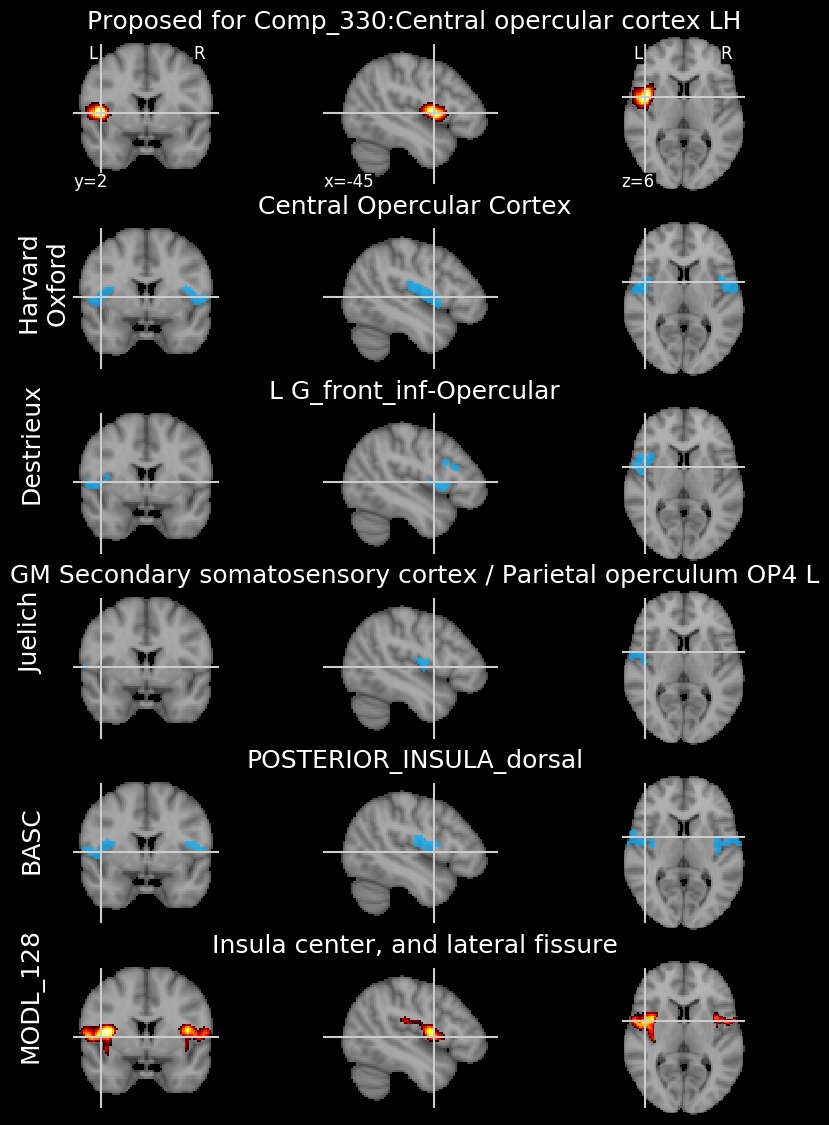 Proposed for Comp_330:Central opercular cortex LH
L R
L R
y=2
x=-45
z=6
Central Opercular Cortex
Harvard
Oxford
L G_front_inf-Opercular
Destrieux
GM Secondary somatosensory cortex / Parietal operculum OP4 L
Juelich
POSTERIOR_INSULA_dorsal
BASC
Insula center, and lateral fissure
MODL_128